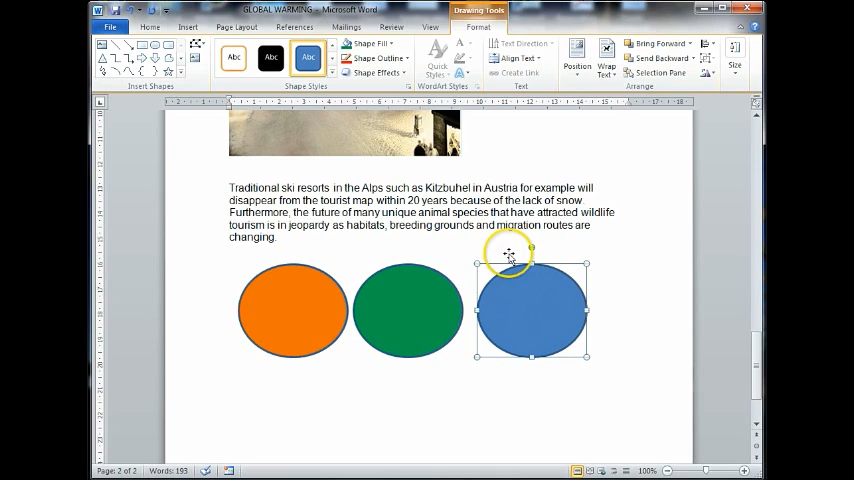 GLOBAL WARMING - Microsoft Word
Drawing Tools
File Home Insert Page Layout References Mailings Review View Format
Abc Abc Abc
Shape Fill
Shape Outline
Shape Effects
Quick Styles
Text Direction
Align Text
Create Link
Position
Wrap Text
Bring Forward
Send Backward
Selection Pane
Size
Insert Shapes Shape Styles WordArt Styles Text Arrange
Traditional ski resorts in the Alps such as Kitzbuhel in Austria for example will
disappear from the tourist map within 20 years because of the lack of snow.
Furthermore, the future of many unique animal species that have attracted wildlife
tourism is in jeopardy as habitats, breeding grounds and migration routes are
changing.
Page: 2 of 2 Words: 193 100%